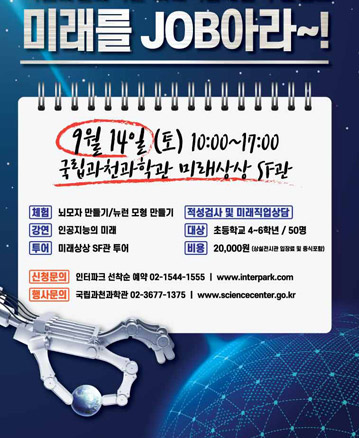 미래를 JOB아라~!
9월 14일 (토) 10:00~17:00
국립과천과학관 미래상상 SF관
체험 뇌모자 만들기/뉴런 모형 만들기
적성검사 및 미래직업상담
강연 인공지능의 미래
대상 초등학교 4~6학년 / 50명
투어 미래상상 SF관 투어
비용 20,000원 (상설전시관 입장료 및 중식포함)
신청문의 인터파크 선착순 예약 02-1544-1555 | www.interpark.com
행사문의 국립과천과학관 02-3677-1375 | www.sciencecenter.go.kr